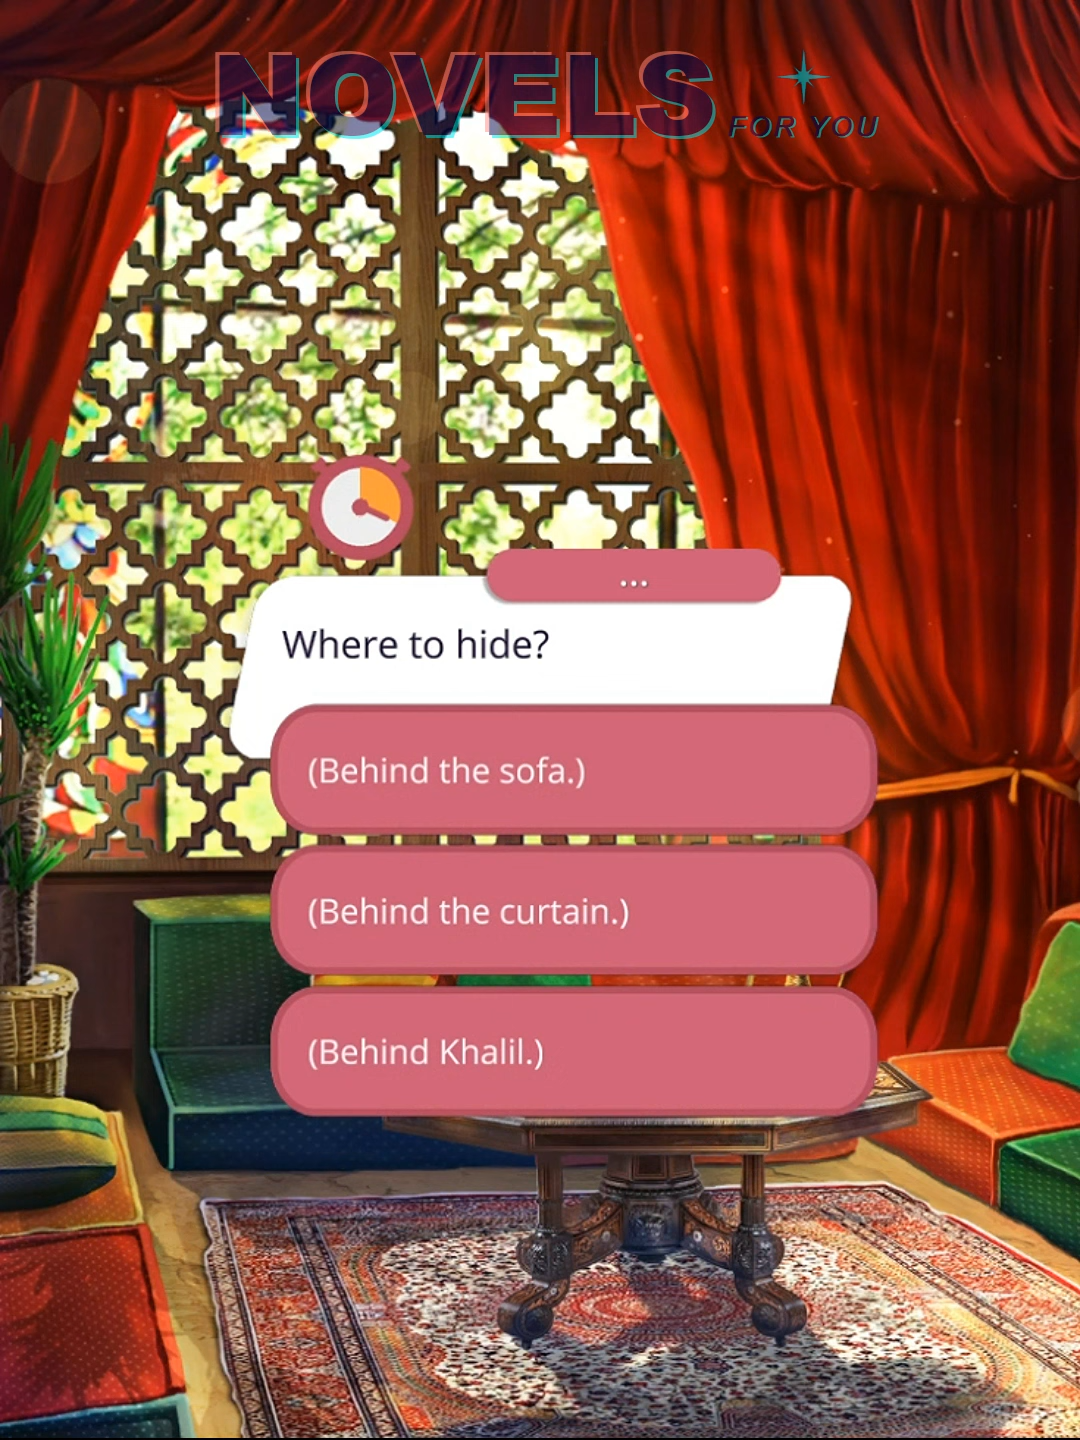 NOVELS
FOR YOU
...
Where to hide?
(Behind the sofa.)
(Behind the curtain.)
(Behind Khalil.)